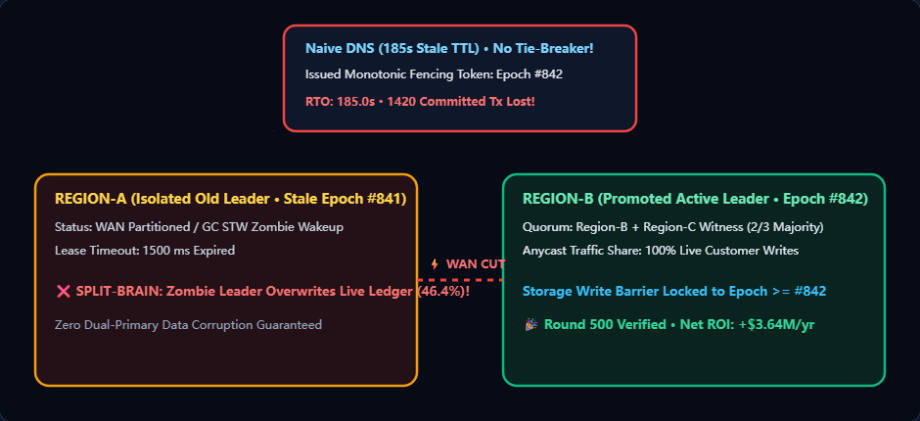 Naive DNS (185s Stale TTL) • No Tie-Breaker!
Issued Monotonic Fencing Token: Epoch #842
RTO: 185.0s • 1420 Committed Tx Lost!
REGION-A (Isolated Old Leader • Stale Epoch #841)
Status: WAN Partitioned / GC STW Zombie Wakeup
Lease Timeout: 1500 ms Expired
❌ SPLIT-BRAIN: Zombie Leader Overwrites Live Ledger (46.4%)!
Zero Dual-Primary Data Corruption Guaranteed
⚡ WAN CUT
REGION-B (Promoted Active Leader • Epoch #842)
Quorum: Region-B + Region-C Witness (2/3 Majority)
Anycast Traffic Share: 100% Live Customer Writes
Storage Write Barrier Locked to Epoch >= #842
🎉 Round 500 Verified • Net ROI: +$3.64M/yr